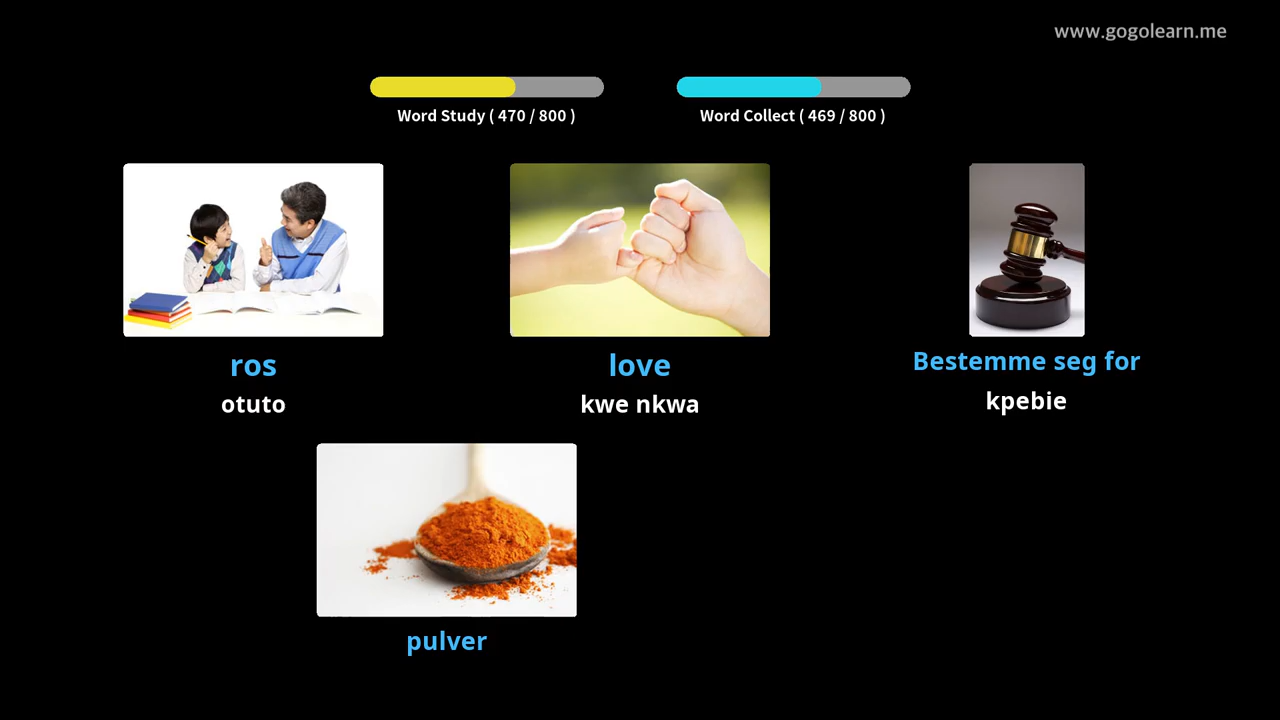 www.gogolearn.me
Word Study ( 470 / 800 )
Word Collect ( 469 / 800 )
ros
otuto
love
kwe nkwa
Bestemme seg for
kpebie
pulver